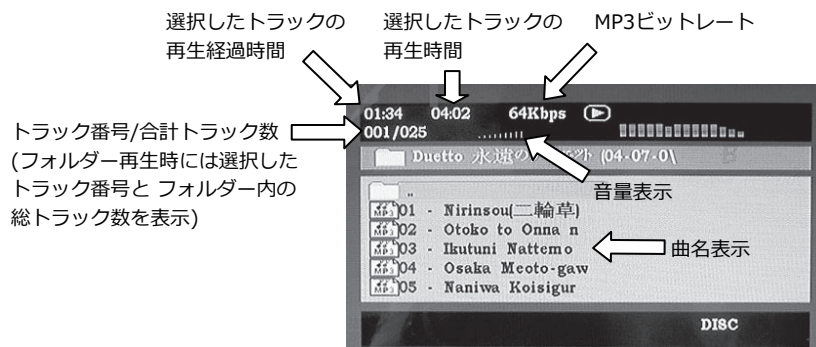 選択したトラックの
再生経過時間
選択したトラックの
再生時間
MP3ビットレート
01:34 04:02 64Kbps
001/025
トラック番号/合計トラック数
(フォルダー再生時には選択した
トラック番号と フォルダー内の
総トラック数を表示)
Duetto 永遠の (04-07-0\
音量表示
..
MP3 01 - Nirinsou(二輪草)
MP3 02 - Otoko to Onna n
MP3 03 - Ikutuni Nattemo
曲名表示
MP3 04 - Osaka Meoto-gaw
MP3 05 - Naniwa Koisigur
DISC